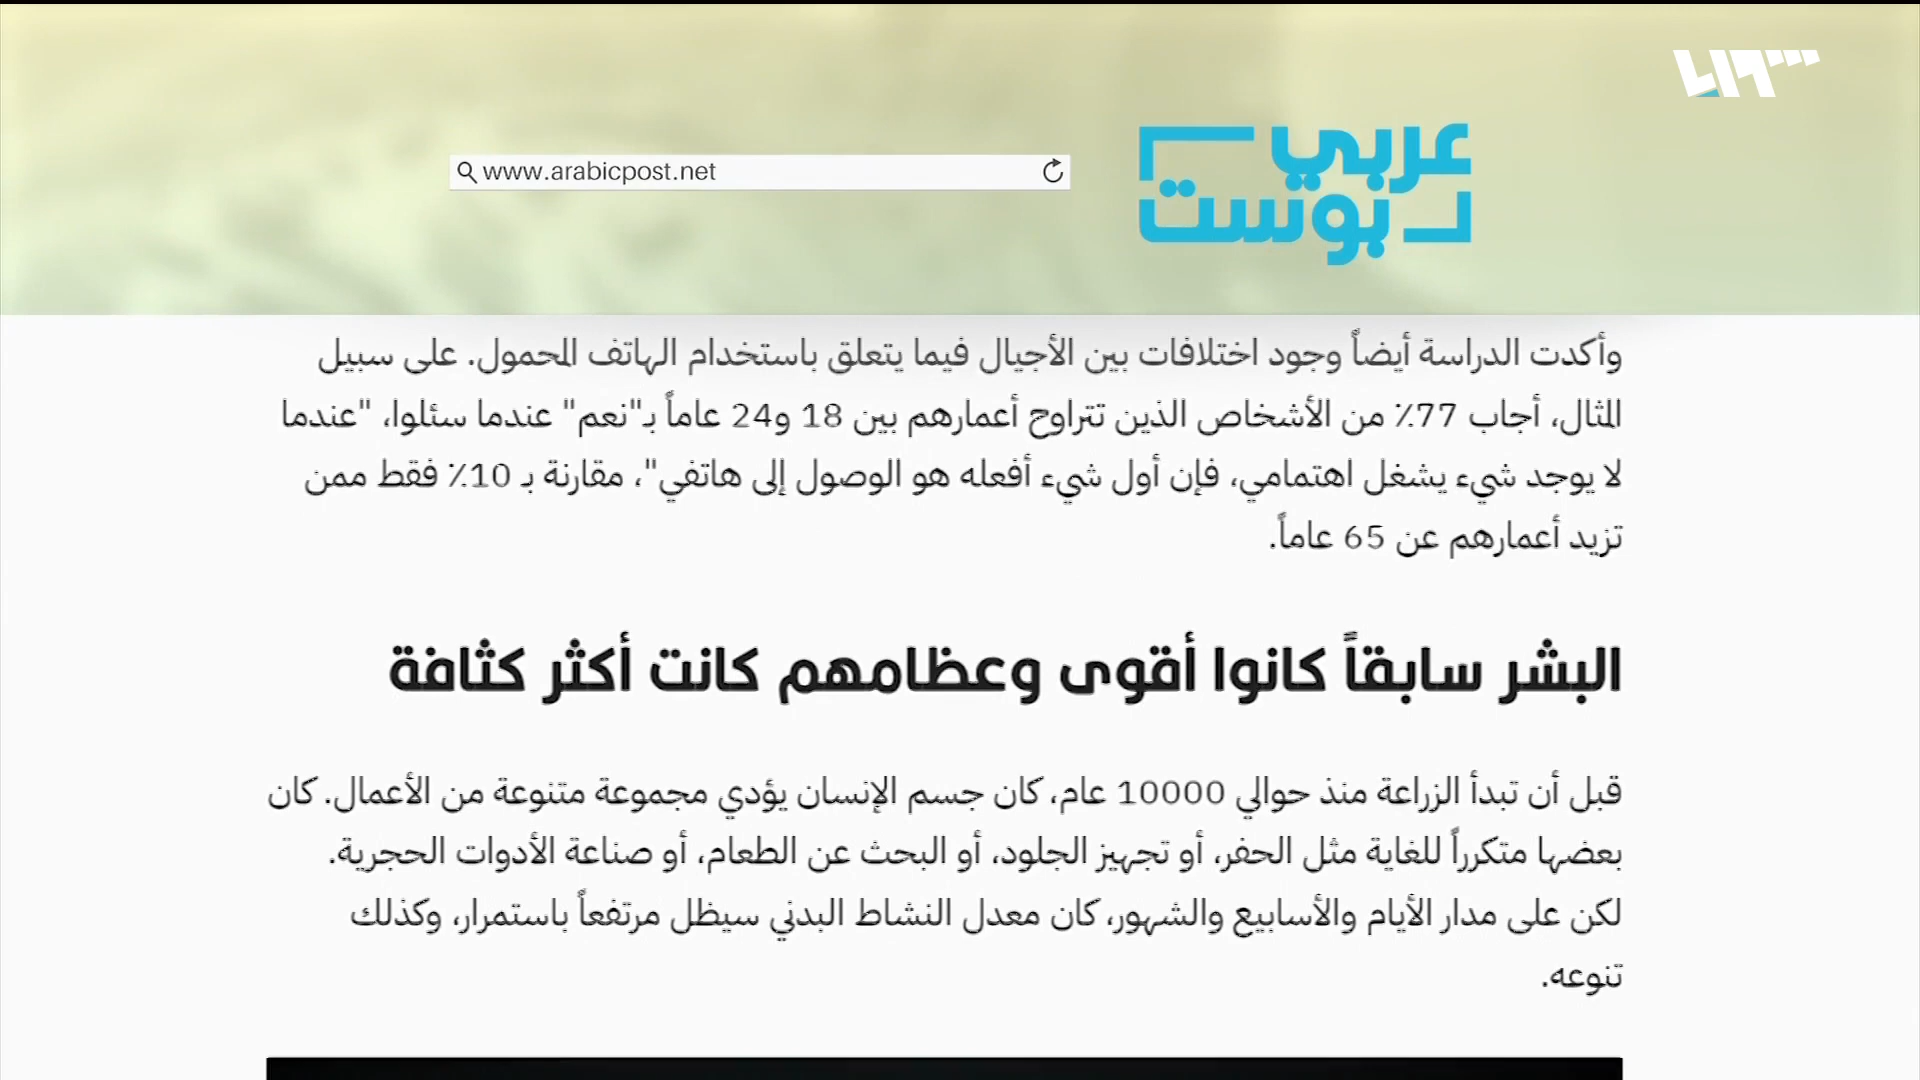 www.arabicpost.net
عربي
بوست
وأكدت الدراسة أيضاً وجود اختلافات بين الأجيال فيما يتعلق باستخدام الهاتف المحمول. على سبيل
المثال، أجاب 77٪ من الأشخاص الذين تتراوح أعمارهم بين 18 و24 عاماً بـ"نعم" عندما سئلوا، "عندما
لا يوجد شيء يشغل اهتمامي، فإن أول شيء أفعله هو الوصول إلى هاتفي"، مقارنة بـ 10٪ فقط ممن
تزيد أعمارهم عن 65 عاماً.
البشر سابقاً كانوا أقوى وعظامهم كانت أكثر كثافة
قبل أن تبدأ الزراعة منذ حوالي 10000 عام، كان جسم الإنسان يؤدي مجموعة متنوعة من الأعمال. كان
بعضها متكرراً للغاية مثل الحفر، أو تجهيز الجلود، أو البحث عن الطعام، أو صناعة الأدوات الحجرية.
لكن على مدار الأيام والأسابيع والشهور، كان معدل النشاط البدني سيظل مرتفعاً باستمرار، وكذلك
تنوعه.